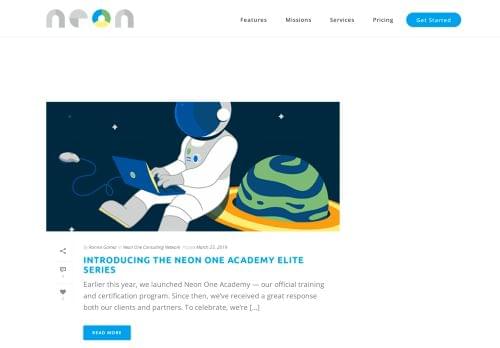 neon
Features Missions Services Pricing Get Started
By Ronnie Gomez in Neon One Consulting Network Posted March 22, 2019
INTRODUCING THE NEON ONE ACADEMY ELITE
SERIES
Earlier this year, we launched Neon One Academy — our official training
and certification program. Since then, we've received a great response
both our clients and partners. To celebrate, we're [...]
READ MORE